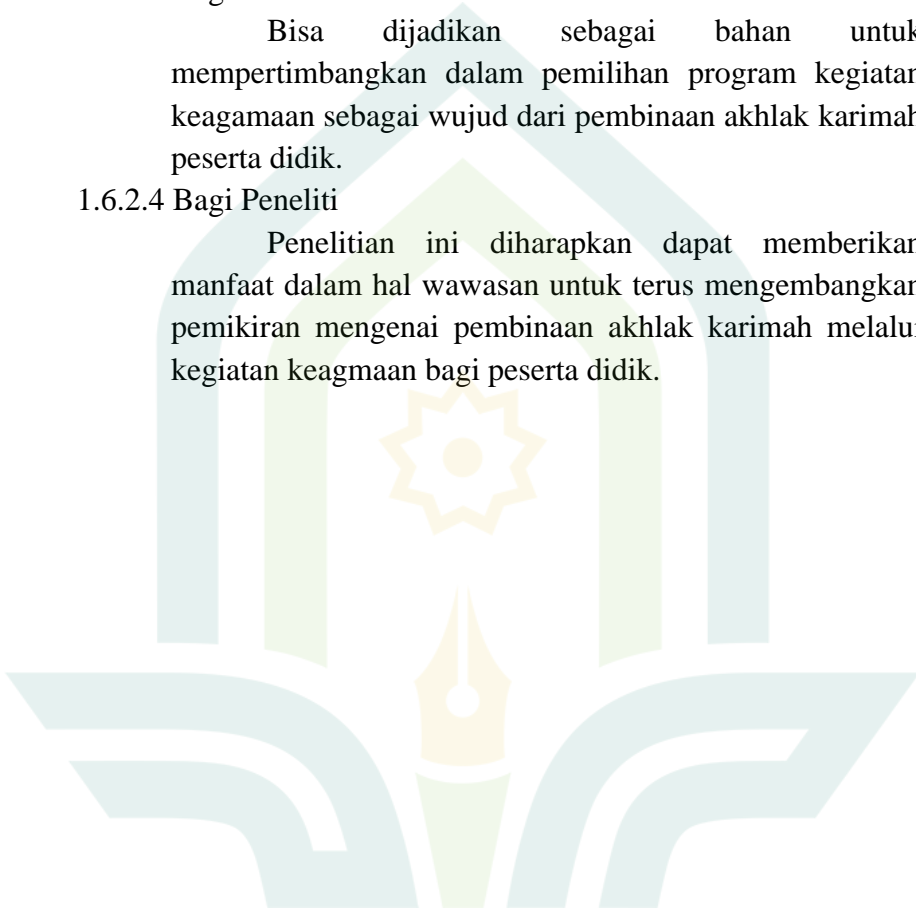 Bisa dijadikan sebagai bahan untuk
mempertimbangkan dalam pemilihan program kegiatan
keagamaan sebagai wujud dari pembinaan akhlak karimah
peserta didik.
1.6.2.4 Bagi Peneliti
Penelitian ini diharapkan dapat memberikan
manfaat dalam hal wawasan untuk terus mengembangkan
pemikiran mengenai pembinaan akhlak karimah melalui
kegiatan keagmaan bagi peserta didik.